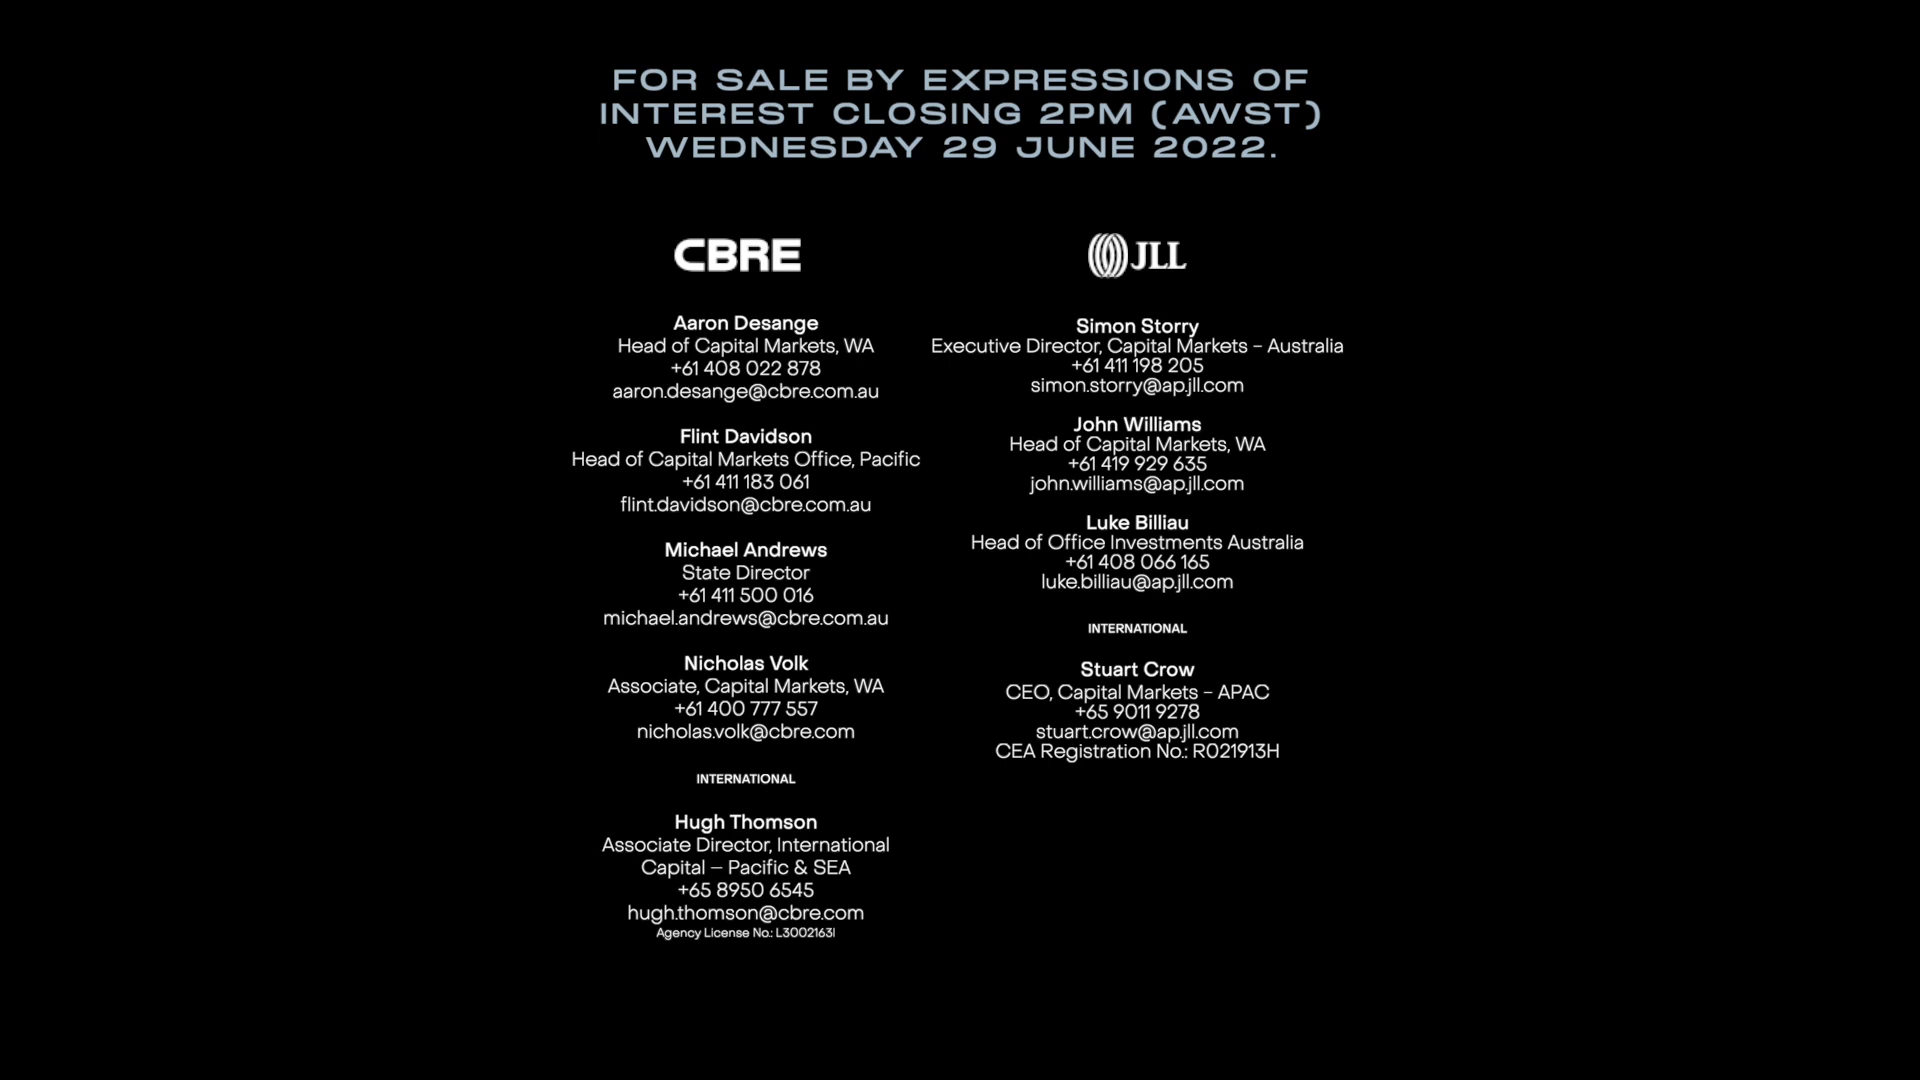 FOR SALE BY EXPRESSIONS OF
INTEREST CLOSING 2PM (AWST)
WEDNESDAY 29 JUNE 2022.
CBRE
Aaron Desange
Head of Capital Markets, WA
+61 408 022 878
aaron.desange@cbre.com.au
Flint Davidson
Head of Capital Markets Office, Pacific
+61 411 183 061
flint.davidson@cbre.com.au
Michael Andrews
State Director
+61 411 500 016
michael.andrews@cbre.com.au
Nicholas Volk
Associate, Capital Markets, WA
+61 400 777 557
nicholas.volk@cbre.com
INTERNATIONAL
Hugh Thomson
Associate Director, International
Capital – Pacific & SEA
+65 8950 6545
hugh.thomson@cbre.com
Agency License No.: L3002163I
JLL
Simon Storry
Executive Director, Capital Markets – Australia
+61 411 198 205
simon.storry@ap.jll.com
John Williams
Head of Capital Markets, WA
+61 419 929 635
john.williams@ap.jll.com
Luke Billiau
Head of Office Investments Australia
+61 408 066 165
luke.billiau@ap.jll.com
INTERNATIONAL
Stuart Crow
CEO, Capital Markets – APAC
+65 9011 9278
stuart.crow@ap.jll.com
CEA Registration No.: R021913H